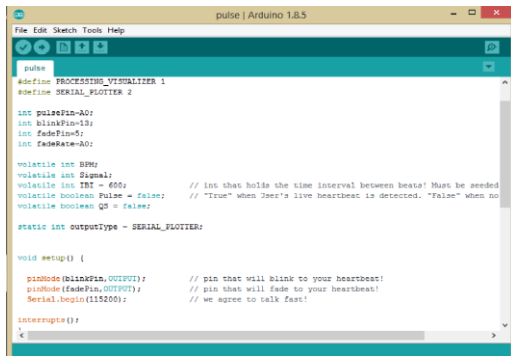 pulse | Arduino 1.8.5
File Edit Sketch Tools Help
pulse
#define PROCESSING_VISUALIZER 1
#define SERIAL_PLOTTER 2
int pulsePin=A0;
int blinkPin=13;
int fadePin=5;
int fadeRate=A0;
volatile int BPM;
volatile int Signal;
volatile int IBI = 600; // int that holds the time interval between beats! Must be seeded
volatile boolean Pulse = false; // "True" when User's live heartbeat is detected. "False" when no
volatile boolean QS = false;
static int outputType = SERIAL_PLOTTER;
void setup() {
pinMode(blinkPin,OUTPUT); // pin that will blink to your heartbeat!
pinMode(fadePin,OUTPUT); // pin that will fade to your heartbeat!
Serial.begin(115200); // we agree to talk fast!
interrupts();